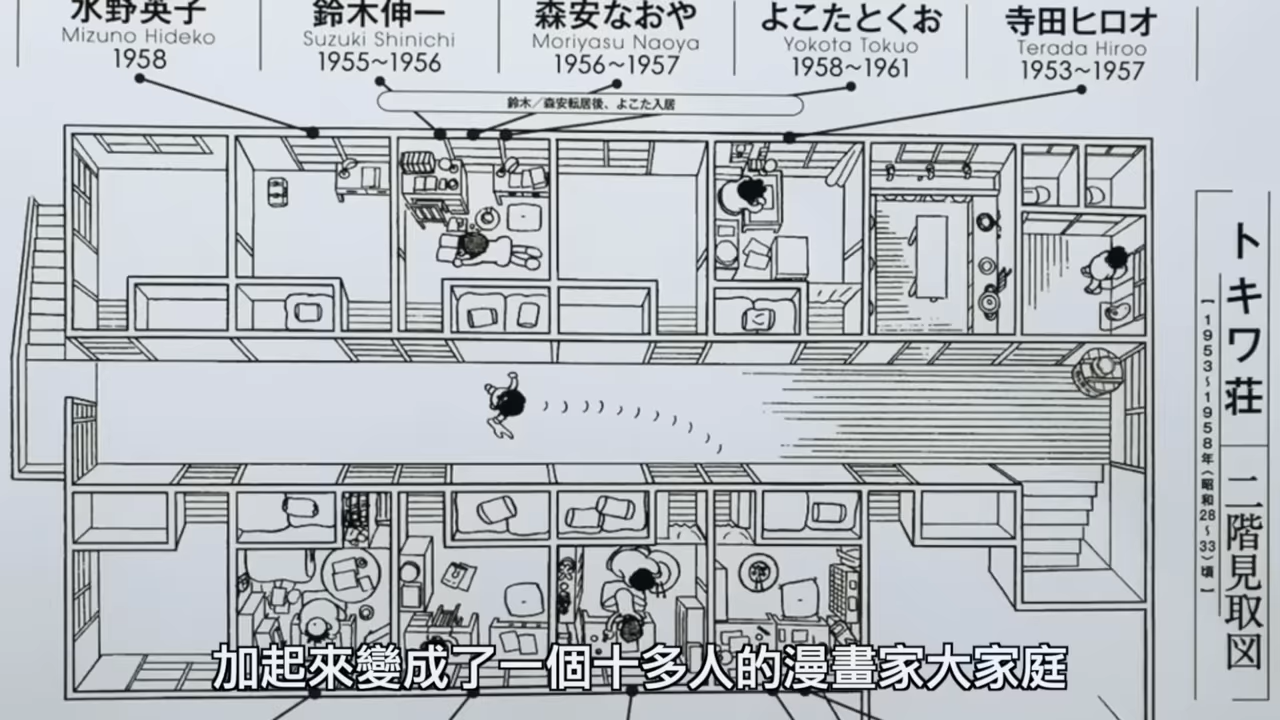 水野英子
Mizuno Hideko
1958
鈴木伸一
Suzuki Shinichi
1955~1956
森安なおや
Moriyasu Naoya
1956~1957
よこたとくお
Yokota Tokuo
1958~1961
寺田ヒロオ
Terada Hiroo
1953~1957
鈴木/森安転居後、よこた入居
トキワ荘 二階見取図
[1953~1958年(昭和28~33)頃]
加起來變成了一個十多人的漫畫家大家庭